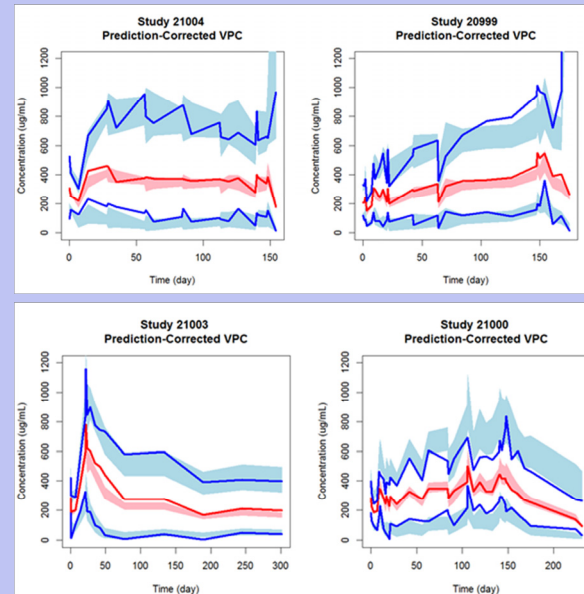 Study 21004
Prediction-Corrected VPC
Concentration (ug/mL)
1200
1000
800
600
400
200
0
0 50 100 150
Time (day)
Study 20999
Prediction-Corrected VPC
Concentration (ug/mL)
1200
1000
800
600
400
200
0
0 50 100 150
Time (day)
Study 21003
Prediction-Corrected VPC
Concentration (ug/mL)
1200
1000
800
600
400
200
0
0 50 100 150 200 250 300
Time (day)
Study 21000
Prediction-Corrected VPC
Concentration (ug/mL)
1200
1000
800
600
400
200
0
0 50 100 150 200
Time (day)